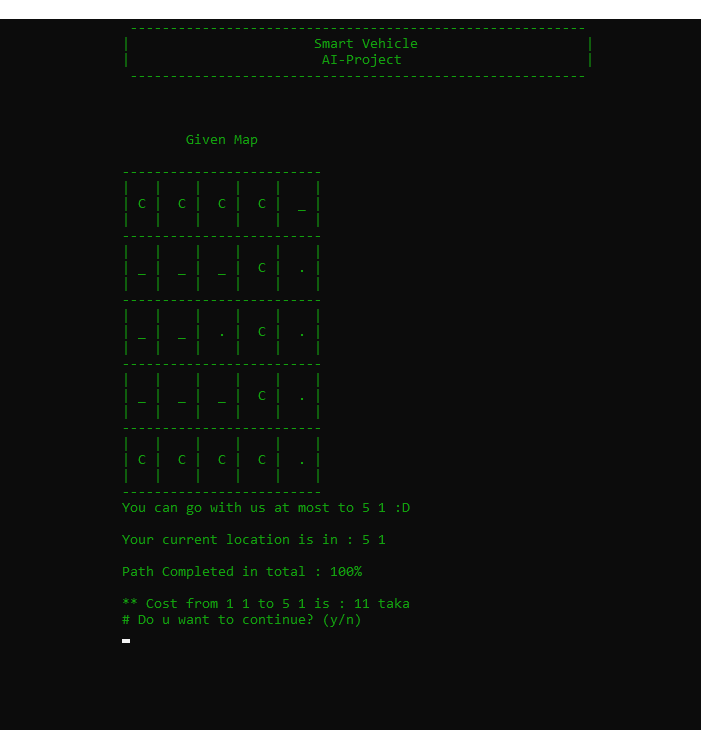 ---------------------------------------------------------
|                       Smart Vehicle                     |
|                        AI-Project                       |
---------------------------------------------------------
Given Map
-------------------------
|   |    |    |    |    |
| C |  C |  C |  C |  _ |
|   |    |    |    |    |
-------------------------
|   |    |    |    |    |
| _ |  _ |  _ |  C |  . |
|   |    |    |    |    |
-------------------------
|   |    |    |    |    |
| _ |  _ |  . |  C |  . |
|   |    |    |    |    |
-------------------------
|   |    |    |    |    |
| _ |  _ |  _ |  C |  . |
|   |    |    |    |    |
-------------------------
|   |    |    |    |    |
| C |  C |  C |  C |  . |
|   |    |    |    |    |
-------------------------
You can go with us at most to 5 1 :D
Your current location is in : 5 1
Path Completed in total : 100%
** Cost from 1 1 to 5 1 is : 11 taka
# Do u want to continue? (y/n)